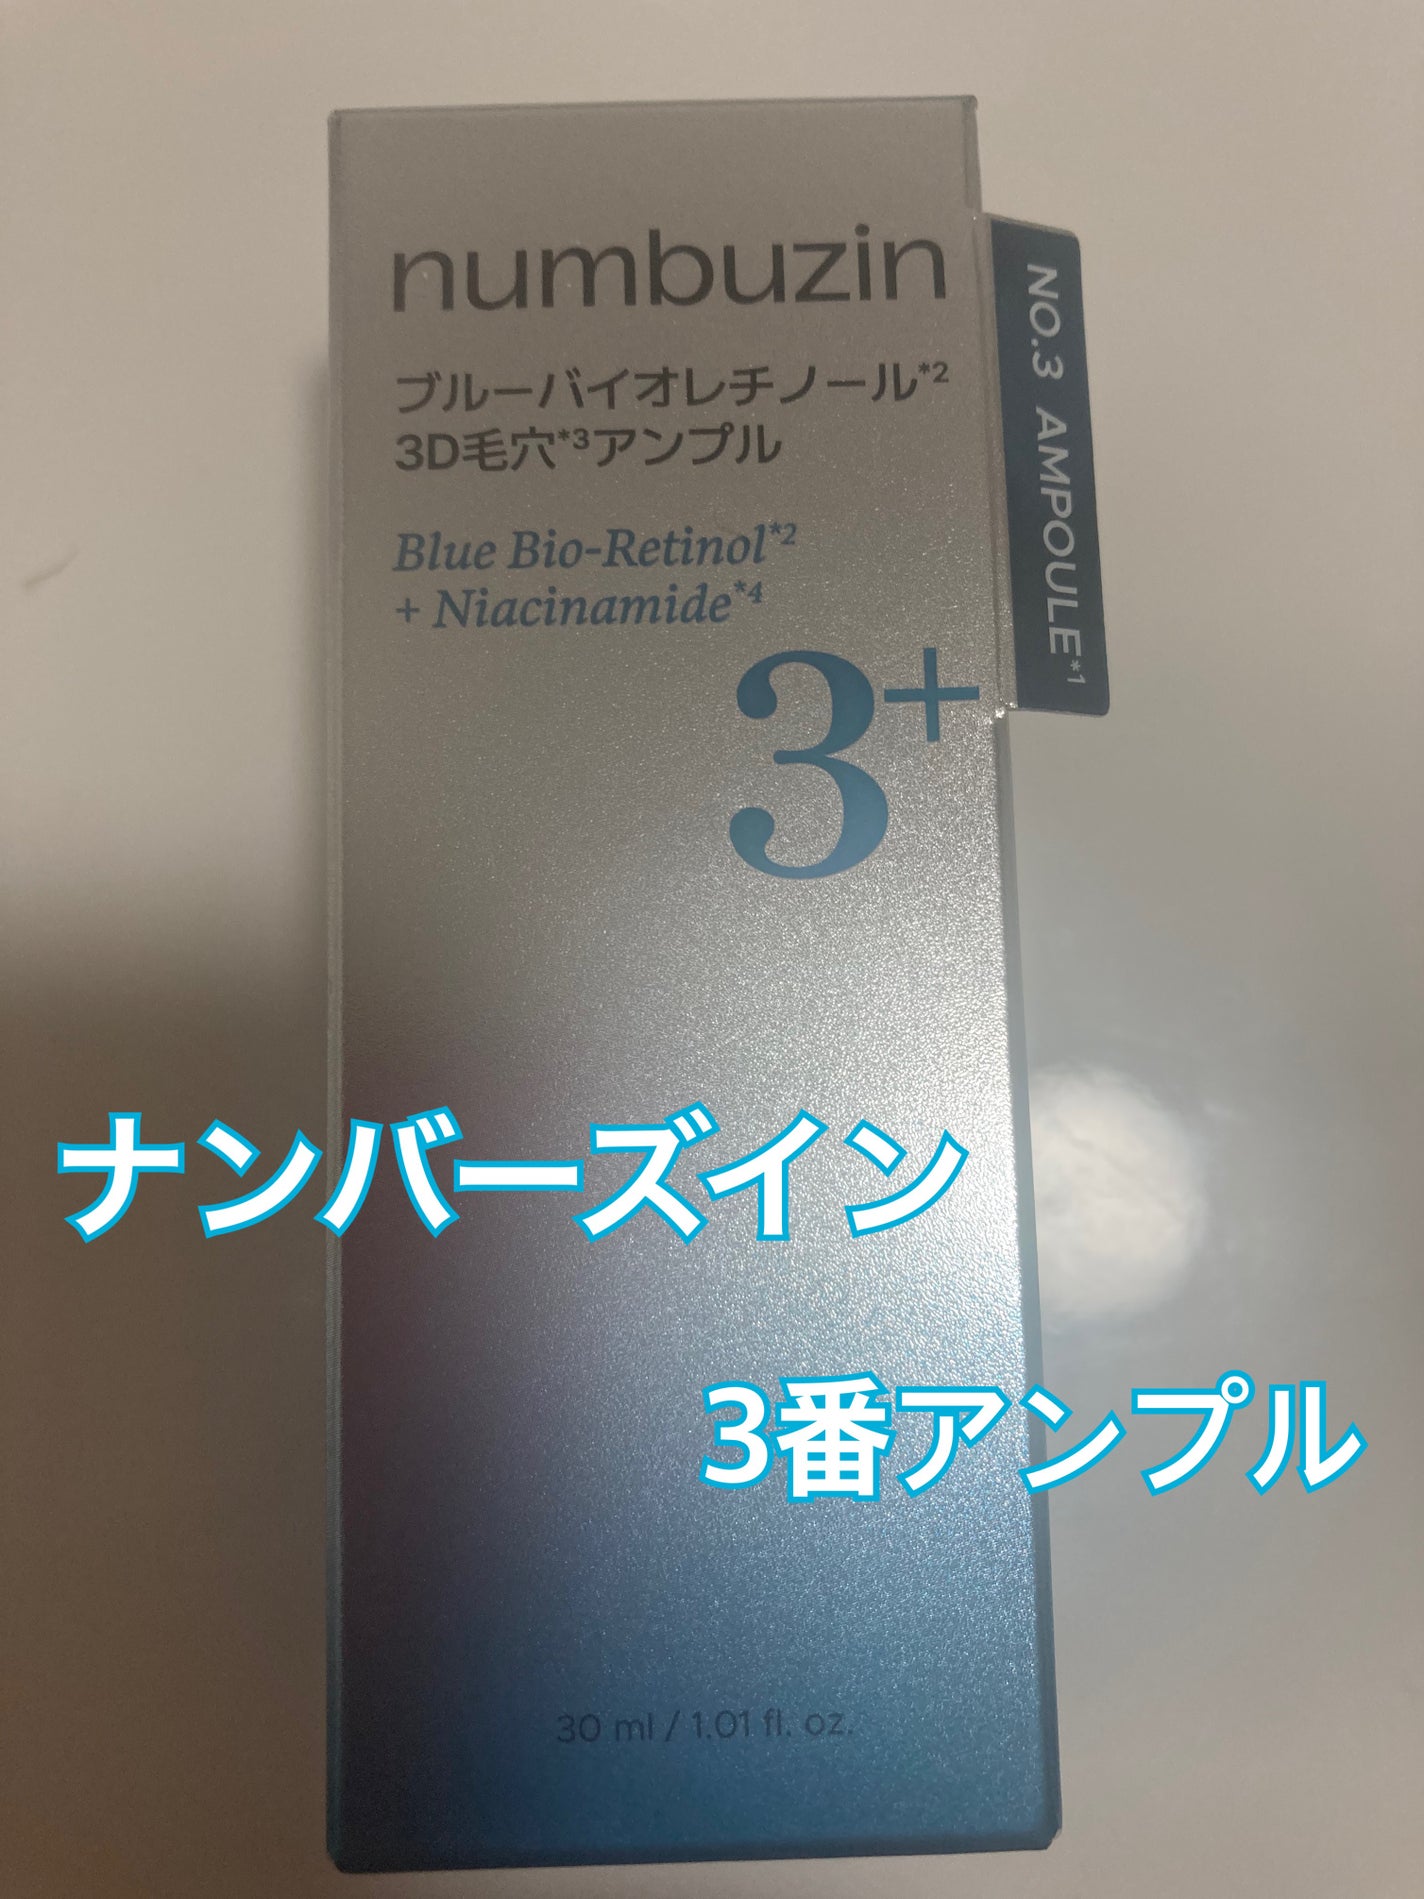 numbuzin
NO.3 AMPOULE*1
ブルーバイオレチノール*2
3D毛穴*3アンプル
Blue Bio-Retinol*2
+ Niacinamide*4
3+
ナンバーズイン
3番アンプル
30 ml / 1.01 fl. oz.